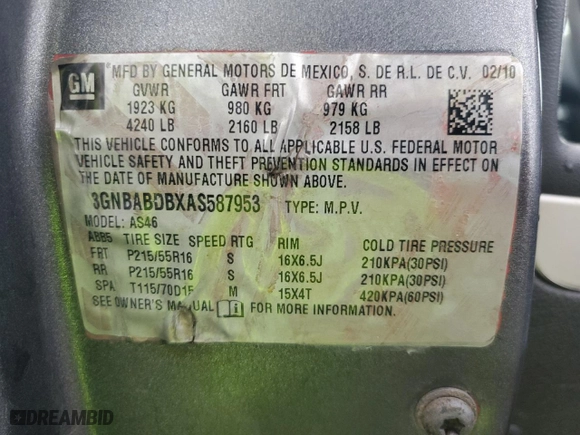 GM
MFD BY GENERAL MOTORS DE MEXICO, S. DE R.L. DE C.V. 02/10
GVWR GAWR FRT GAWR RR
1923 KG 980 KG 979 KG
4240 LB 2160 LB 2158 LB
THIS VEHICLE CONFORMS TO ALL APPLICABLE U.S. FEDERAL MOTOR
VEHICLE SAFETY AND THEFT PREVENTION STANDARDS IN EFFECT ON
THE DATE OF MANUFACTURE SHOWN ABOVE.
3GNBABDBXAS587953 TYPE: M.P.V.
MODEL: AS46
TIRE SIZE SPEED RTG RIM COLD TIRE PRESSURE
FRT P215/55R16 S 16X6.5J 210KPA(30PSI)
RR P215/55R16 S 16X6.5J 210KPA(30PSI)
SPA T115/70D15 M 15X4T 420KPA(60PSI)
SEE OWNER'S MANUAL FOR MORE INFORMATION.
DREAMBID